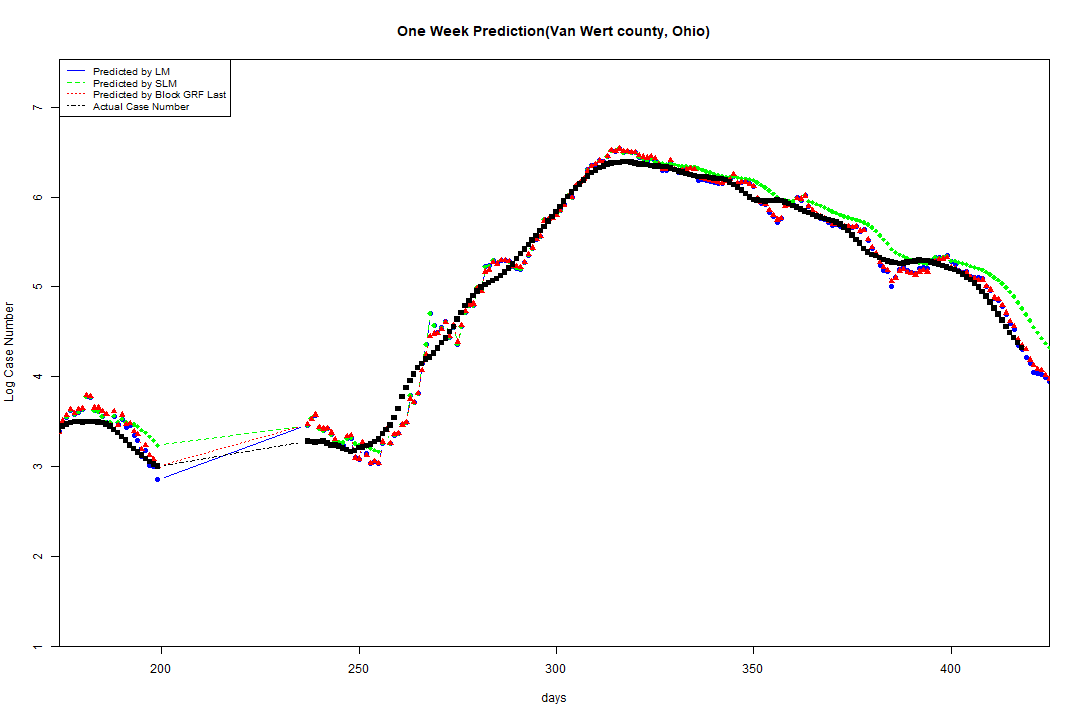 One Week Prediction(Van Wert county, Ohio)
Predicted by LM
Predicted by SLM
Predicted by Block GRF Last
Actual Case Number
7
6
5
4
3
2
1
Log Case Number
200 250 300 350 400
days